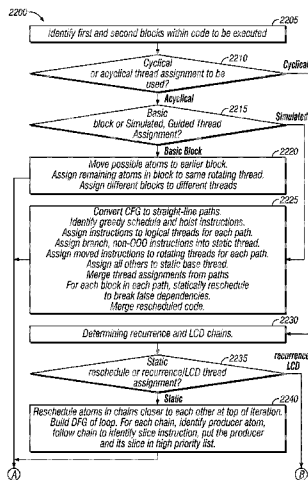 2200
2205
Identify first and second blocks within code to be executed
2210
Cyclical
or acyclical thread assignment to be
used?
Cyclical
Acyclical
2215
Basic
block or Simulated, Guided Thread
Assignment?
Simulated
Basic Block
2220
Move possible atoms to earlier block.
Assign remaining atoms in block to same rotating thread.
Assign different blocks to different threads
2225
Convert CFG to straight-line paths.
Identify greedy schedule and hoist instructions.
Assign instructions to logical threads for each path.
Assign branch, non-OOO instructions into static thread.
Assign moved instructions to rotating threads for each path.
Assign all others to static base thread.
Merge thread assignments from paths
For each block in each path, statically reschedule
to break false dependencies.
Merge rescheduled code.
2230
Determining recurrence and LCD chains.
2235
Static
reschedule or recurrence/LCD thread
assignment?
recurrence
LCD
Static
2240
Reschedule atoms in chains closer to each other at top of iteration.
Build DFG of loop. For each chain, identify producer atom,
follow chain to identify slice instruction, put the producer
and its slice in high priority list.
A
B